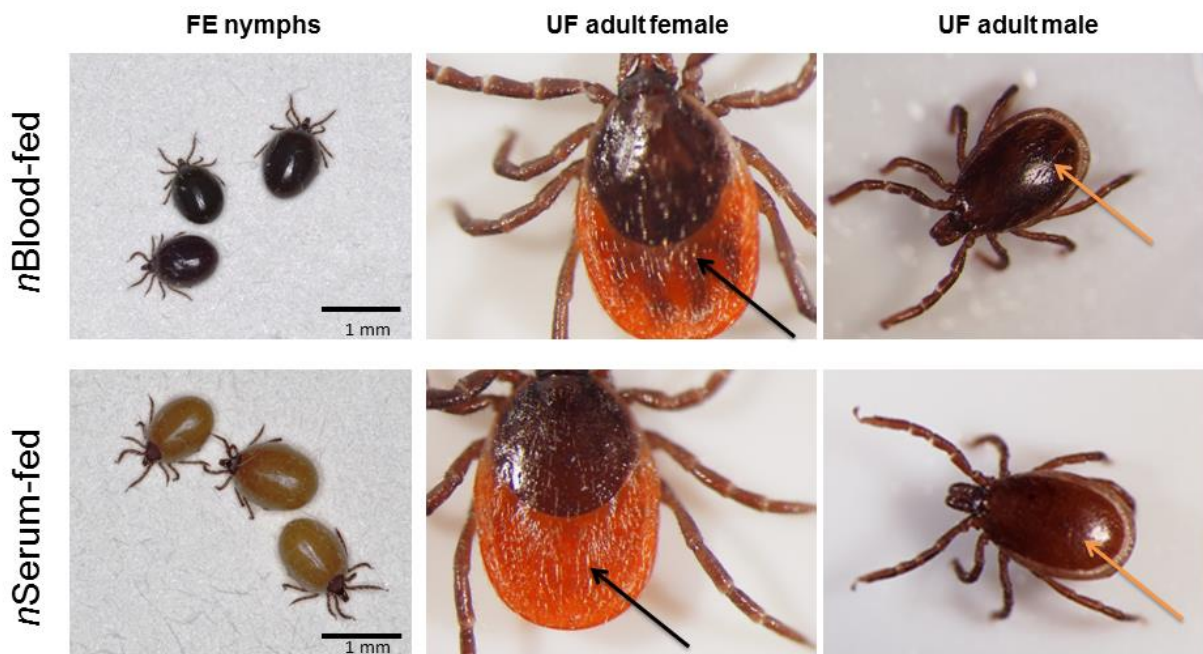 FE nymphs
UF adult female
UF adult male
nBlood-fed
1 mm
nSerum-fed
1 mm